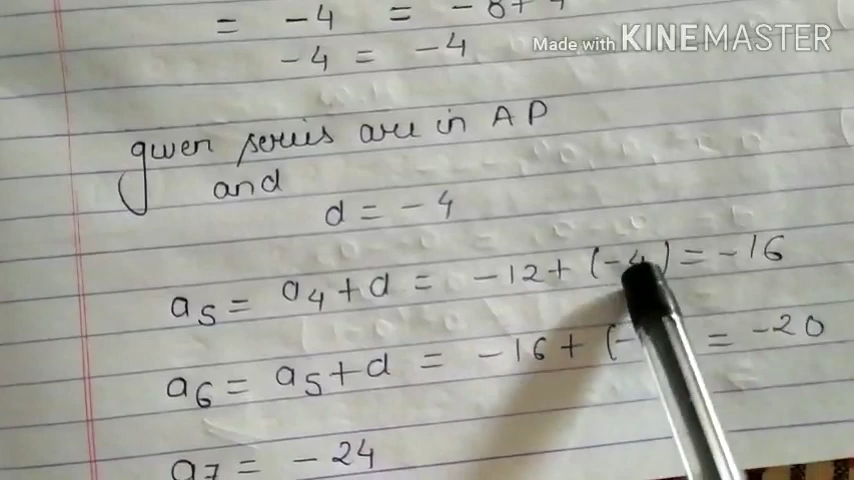 = -4 = -8+4
Made with KINEMASTER
-4 = -4
given series are in AP
and
d = -4
a5 = a4+d = -12+(-4)=-16
a6 = a5+d = -16+(- = -20
a7 = -24